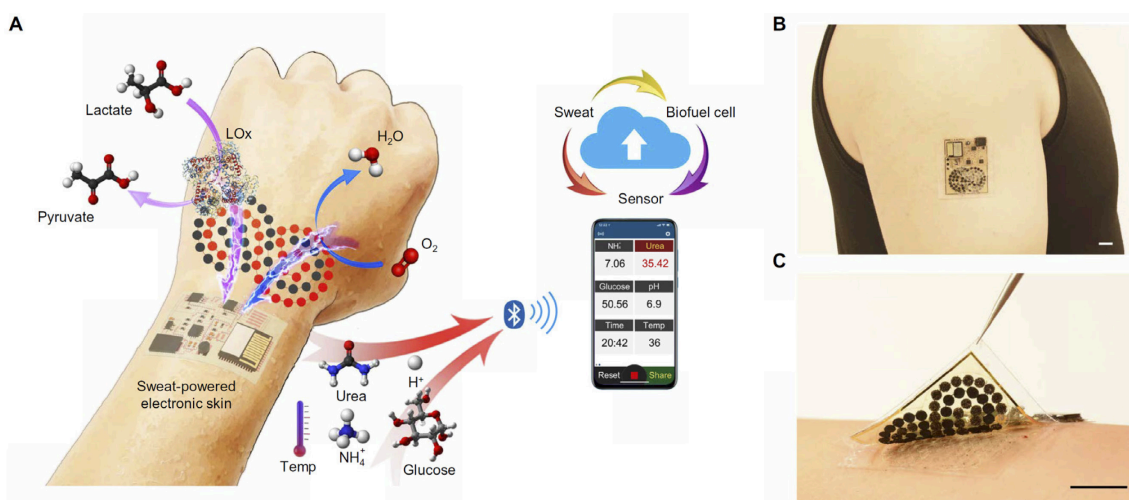 A
Lactate
LOx
H₂O
Pyruvate
O₂
Sweat-powered
electronic skin
Urea
H⁺
Temp
NH₄⁺
Glucose
Sweat
Biofuel cell
Sensor
NH₄⁺ Urea
7.06 35.42
Glucose pH
50.56 6.9
Time Temp
20:42 36
Reset Share
B
C